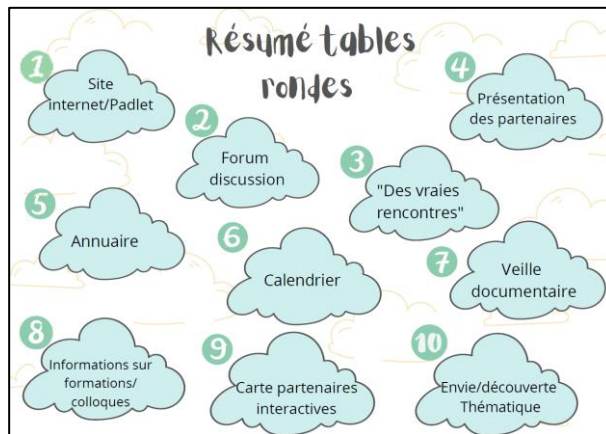 Résumé tables
rondes
1
Site
internet/Padlet
2
Forum
discussion
3
"Des vraies
rencontres"
4
Présentation
des partenaires
5
Annuaire
6
Calendrier
7
Veille
documentaire
8
Informations sur
formations/
colloques
9
Carte partenaires
interactives
10
Envie/découverte
Thématique